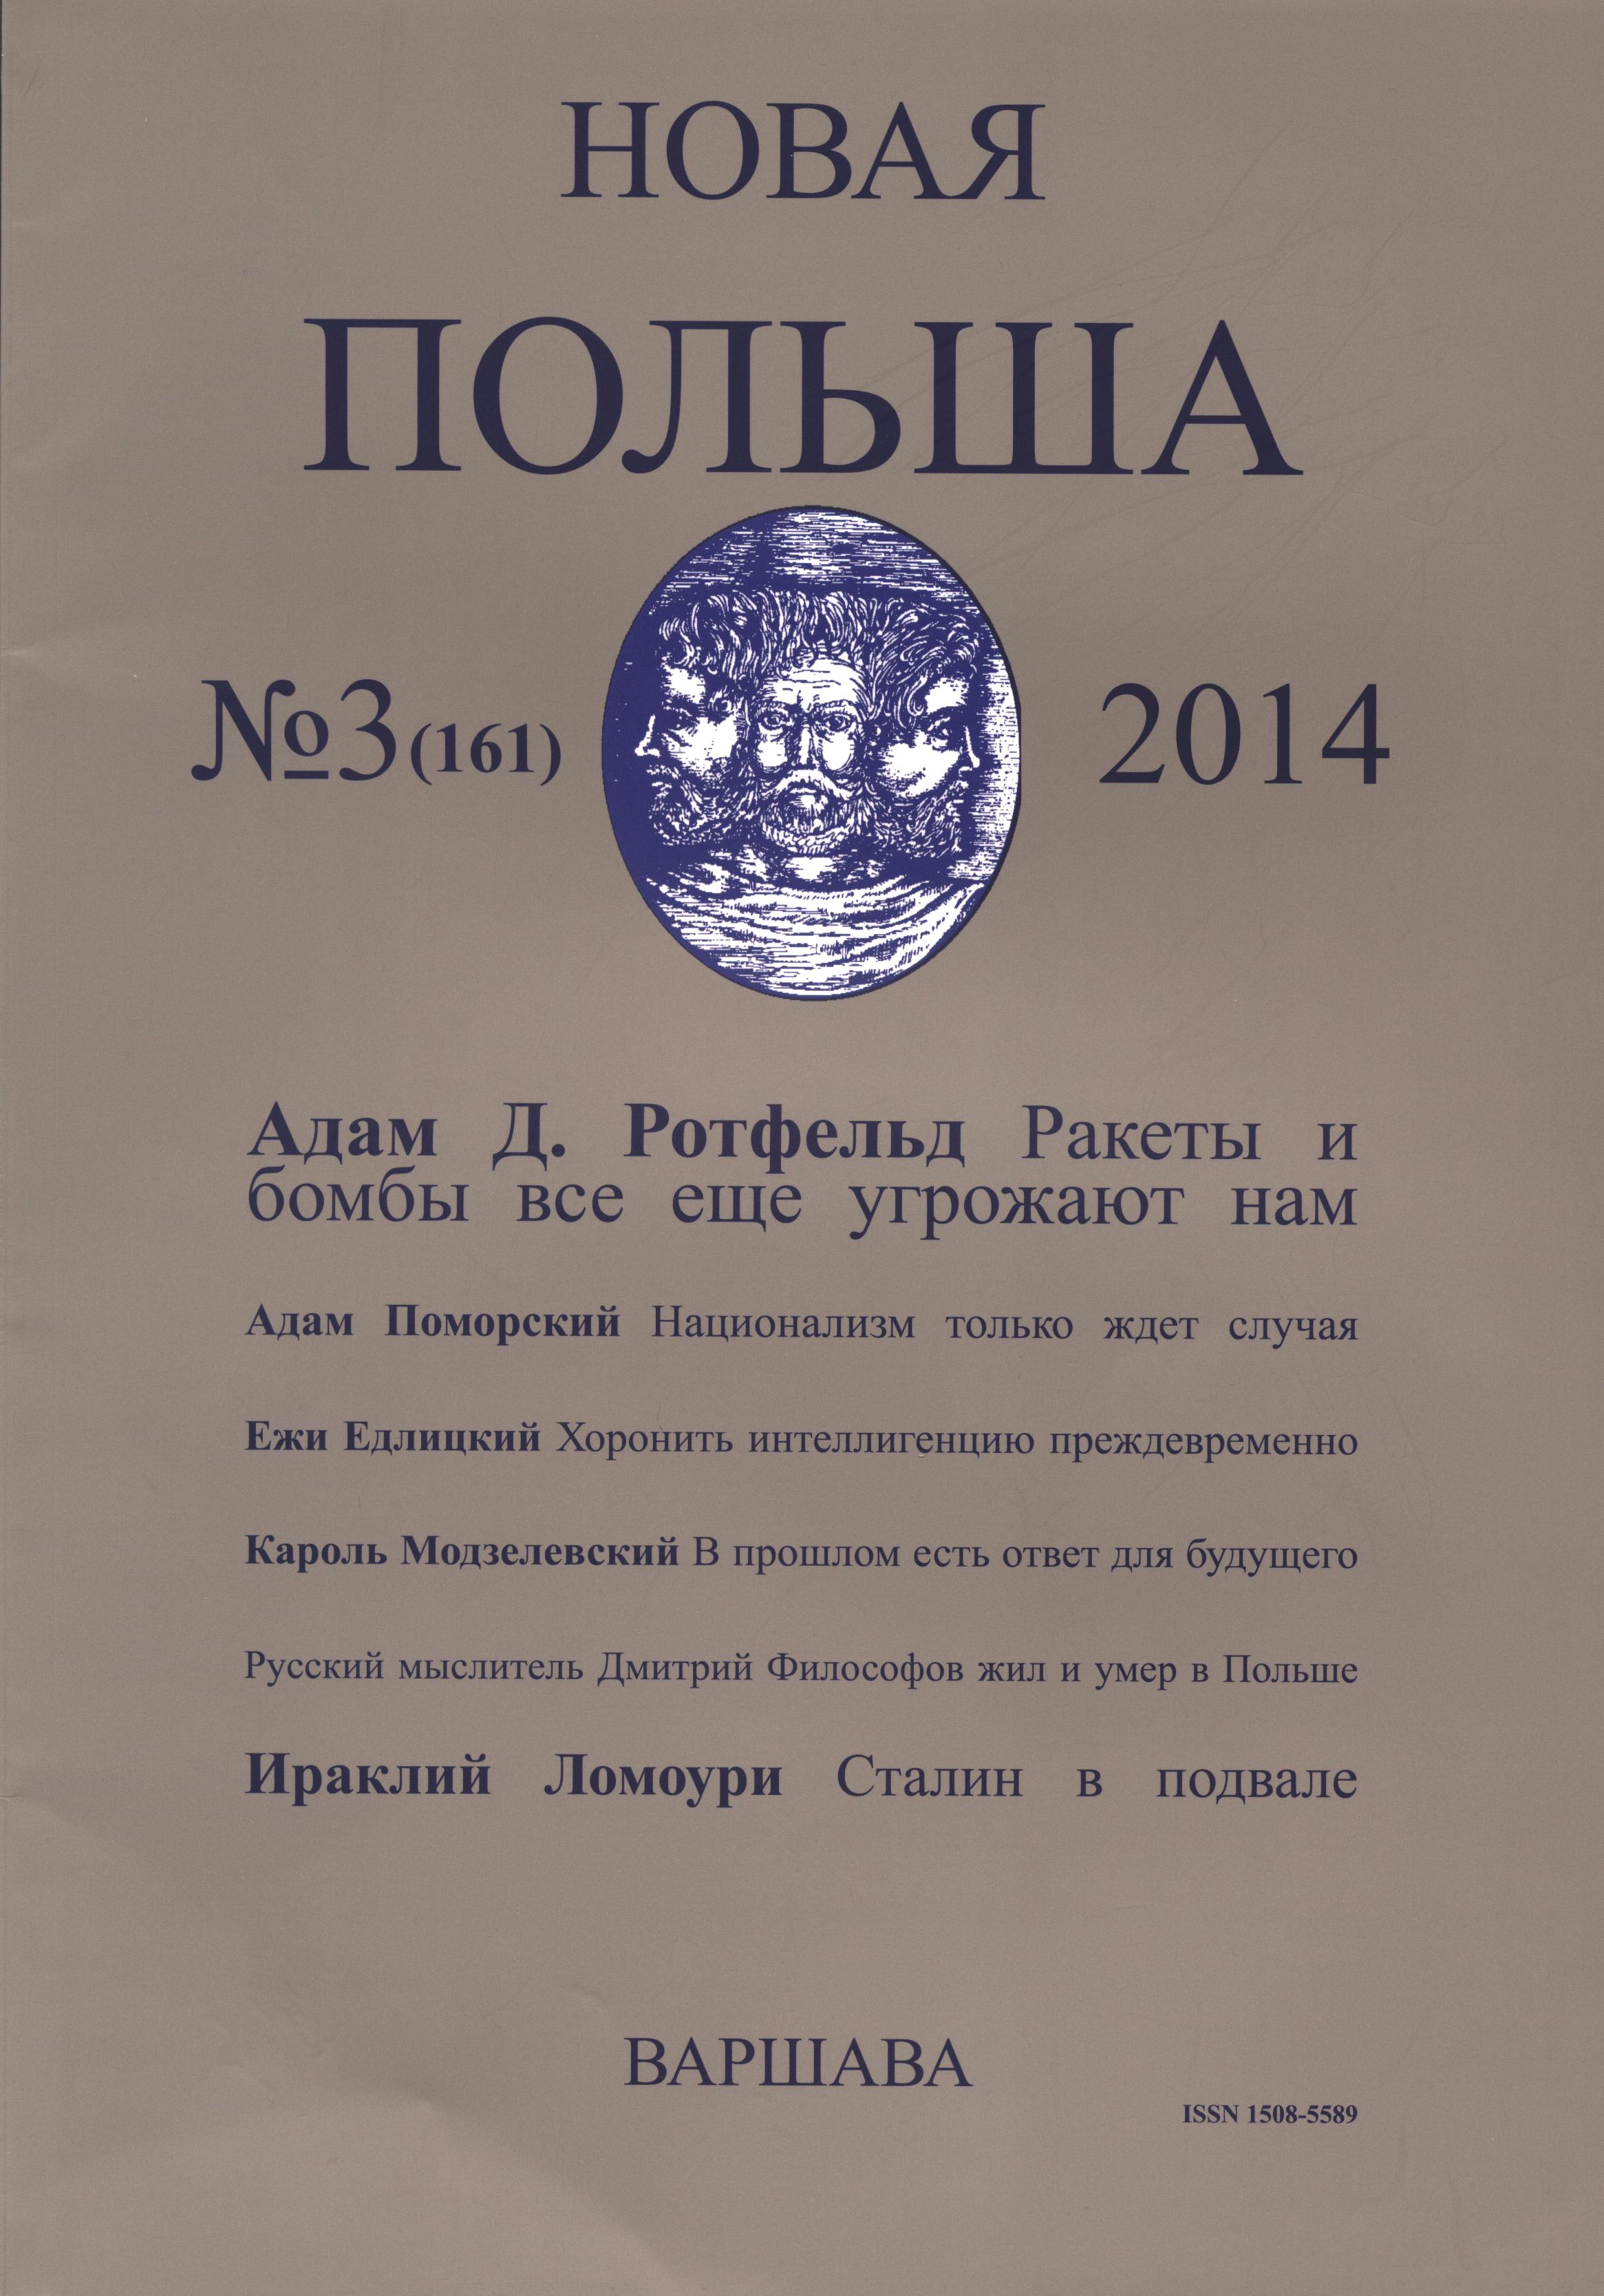 НОВАЯ
ПОЛЬША
№3(161)
2014
Адам Д. Ротфельд Ракеты и
бомбы все еще угрожают нам
Адам Поморский Национализм только ждет случая
Ежи Едлицкий Хоронить интеллигенцию преждевременно
Кароль Модзелевский В прошлом есть ответ для будущего
Русский мыслитель Дмитрий Философов жил и умер в Польше
Ираклий Ломоури Сталин в подвале
ВАРШАВА
ISSN 1508-5589